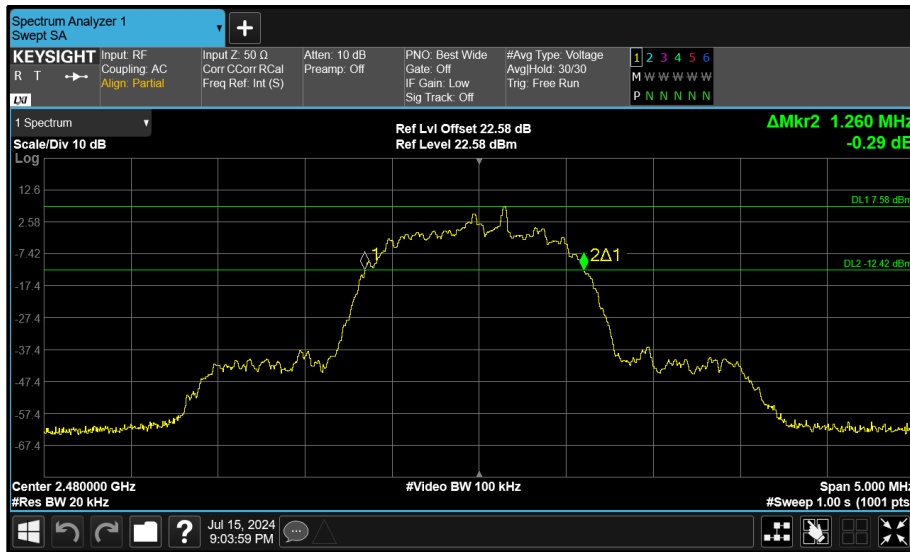 Spectrum Analyzer 1
Swept SA
KEYSIGHT
R T
LXI
Input: RF
Coupling: AC
Align: Partial
Input Z: 50 Ω
Corr CCorr RCal
Freq Ref: Int (S)
Atten: 10 dB
Preamp: Off
PNO: Best Wide
Gate: Off
IF Gain: Low
Sig Track: Off
#Avg Type: Voltage
Avg|Hold: 30/30
Trig: Free Run
1 2 3 4 5 6
M W W W W W
P N N N N N
1 Spectrum
Scale/Div 10 dB
Log
Ref Lvl Offset 22.58 dB
Ref Level 22.58 dBm
ΔMkr2 1.260 MHz
-0.29 dB
12.6
2.58
-7.42
-17.4
-27.4
-37.4
-47.4
-57.4
-67.4
DL1 7.58 dBm
1
2Δ1
DL2 -12.42 dBm
Center 2.480000 GHz
#Res BW 20 kHz
#Video BW 100 kHz
Span 5.000 MHz
#Sweep 1.00 s (1001 pts
?
Jul 15, 2024
9:03:59 PM